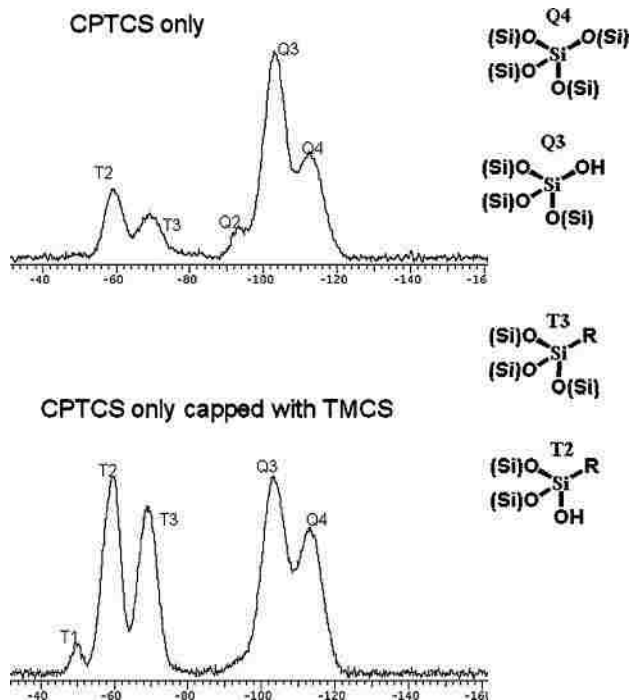 CPTCS only
Q3
Q4
T2
T3
Q2
-40 -60 -80 -100 -120 -140 -16
Q4
(Si)O O(Si)
Si
(Si)O
O(Si)
Q3
(Si)O OH
Si
(Si)O
O(Si)
CPTCS only capped with TMCS
T2
T3
Q3
Q4
T1
-40 -60 -80 -100 -120 -140 -16
T3
(Si)O R
Si
(Si)O
O(Si)
T2
(Si)O R
Si
(Si)O
OH